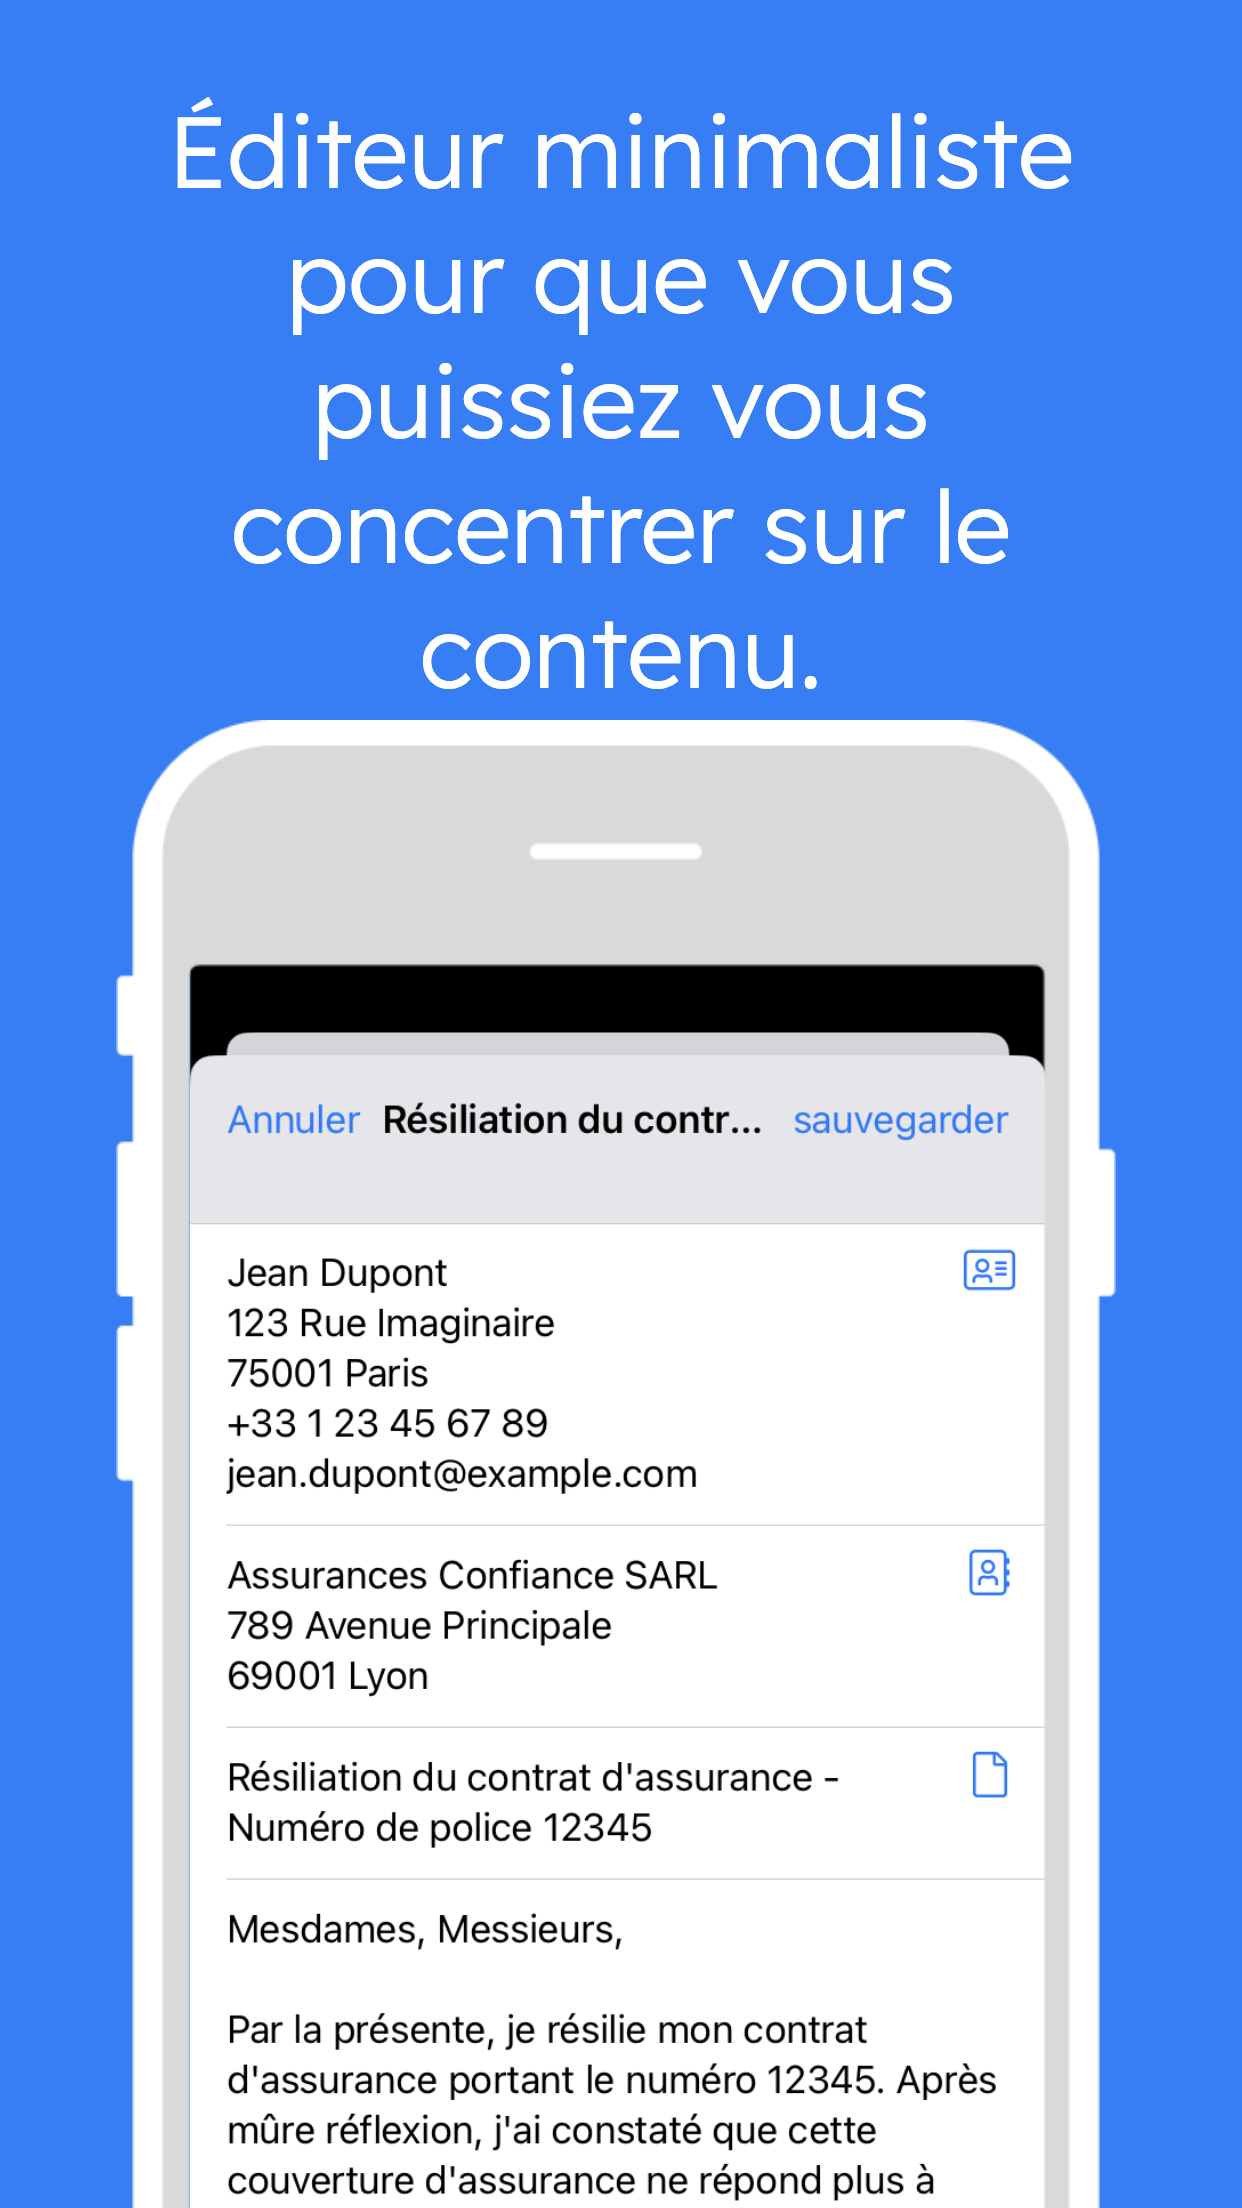 Éditeur minimaliste
pour que vous
puissiez vous
concentrer sur le
contenu.
Annuler Résiliation du contr... sauvegarder
Jean Dupont
123 Rue Imaginaire
75001 Paris
+33 1 23 45 67 89
jean.dupont@example.com
Assurances Confiance SARL
789 Avenue Principale
69001 Lyon
Résiliation du contrat d'assurance -
Numéro de police 12345
Mesdames, Messieurs,
Par la présente, je résilie mon contrat
d'assurance portant le numéro 12345. Après
mûre réflexion, j'ai constaté que cette
couverture d'assurance ne répond plus à